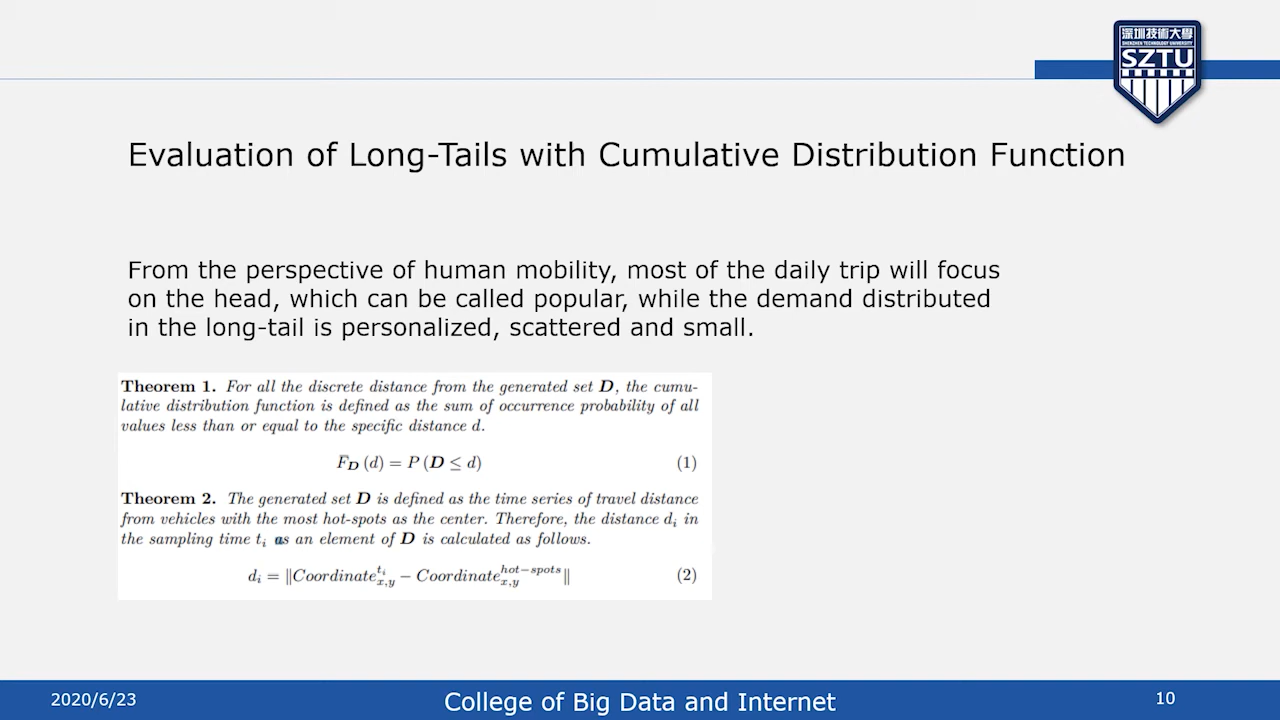 深圳技術大學
SHENZHEN TECHNOLOGY UNIVERSITY
SZTU
Evaluation of Long-Tails with Cumulative Distribution Function
From the perspective of human mobility, most of the daily trip will focus
on the head, which can be called popular, while the demand distributed
in the long-tail is personalized, scattered and small.
Theorem 1. For all the discrete distance from the generated set D, the cumu-
lative distribution function is defined as the sum of occurrence probability of all
values less than or equal to the specific distance d.
F_D (d) = P (D ≤ d) (1)
Theorem 2. The generated set D is defined as the time series of travel distance
from vehicles with the most hot-spots as the center. Therefore, the distance d_i in
the sampling time t_i as an element of D is calculated as follows.
d_i = ‖Coordinate_{x,y}^{t_i} − Coordinate_{x,y}^{hot−spots}‖ (2)
2020/6/23
College of Big Data and Internet
10